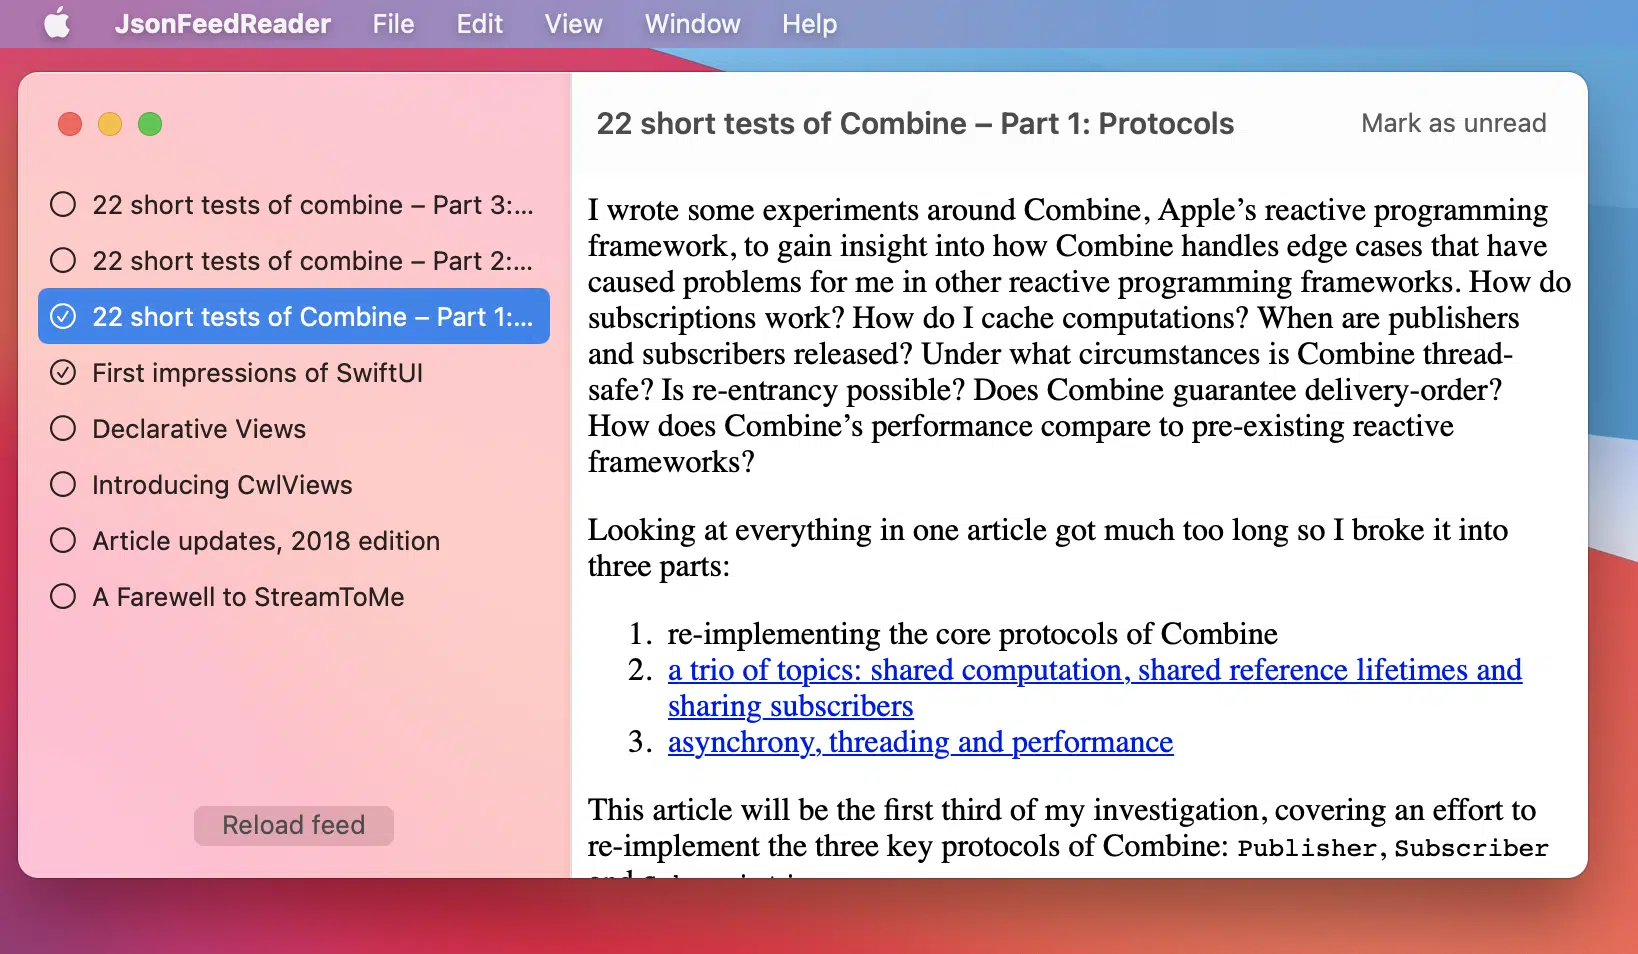 JsonFeedReader File Edit View Window Help
22 short tests of combine – Part 3:...
22 short tests of combine – Part 2:...
22 short tests of Combine – Part 1:...
First impressions of SwiftUI
Declarative Views
Introducing CwlViews
Article updates, 2018 edition
A Farewell to StreamToMe
Reload feed
22 short tests of Combine – Part 1: Protocols
Mark as unread
I wrote some experiments around Combine, Apple’s reactive programming
framework, to gain insight into how Combine handles edge cases that have
caused problems for me in other reactive programming frameworks. How do
subscriptions work? How do I cache computations? When are publishers
and subscribers released? Under what circumstances is Combine thread-
safe? Is re-entrancy possible? Does Combine guarantee delivery-order?
How does Combine’s performance compare to pre-existing reactive
frameworks?
Looking at everything in one article got much too long so I broke it into
three parts:
1. re-implementing the core protocols of Combine
2. a trio of topics: shared computation, shared reference lifetimes and
sharing subscribers
3. asynchrony, threading and performance
This article will be the first third of my investigation, covering an effort to
re-implement the three key protocols of Combine: Publisher, Subscriber